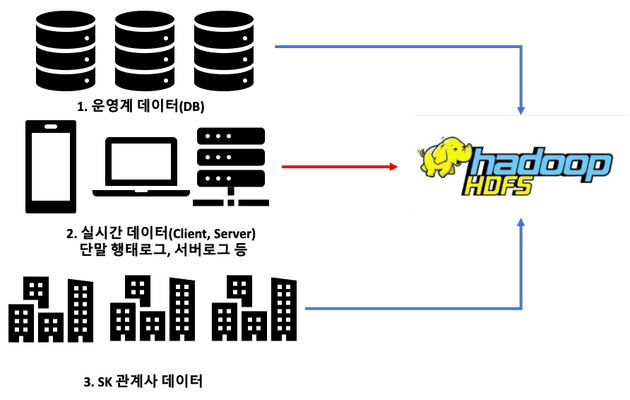 1. 운영계 데이터(DB)
hadoop
HDFS
2. 실시간 데이터(Client, Server)
단말 행태로그, 서버로그 등
3. SK 관계사 데이터